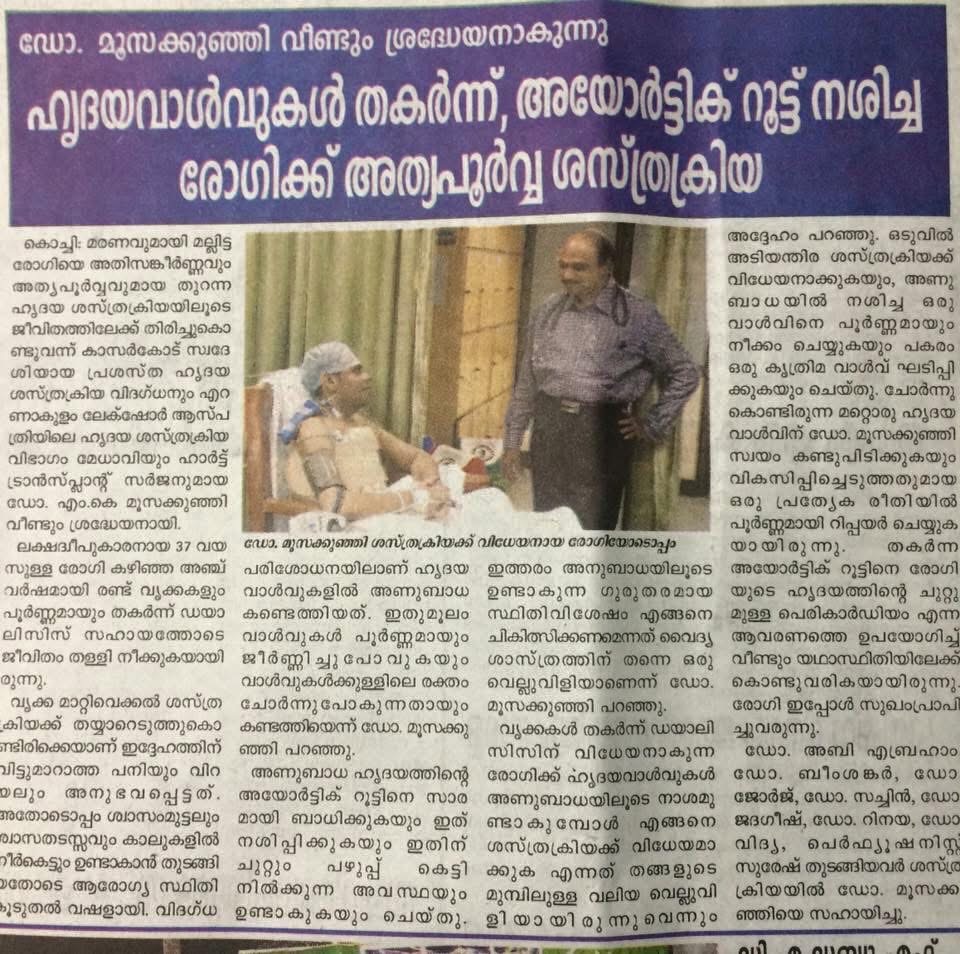 ഡോ. മൂസക്കുഞ്ഞി വീണ്ടും ശ്രദ്ധേയനാകുന്നു
ഹൃദയവാൾവുകൾ തകർന്ന്, അയോർട്ടിക് റൂട്ട് നശിച്ച
രോഗിക്ക് അത്യപൂർവ്വ ശസ്ത്രക്രിയ
കൊച്ചി: മരണവുമായി മല്ലിട്ട
രോഗിയെ അതിസങ്കീർണ്ണവും
അത്യപൂർവ്വവുമായ തുറന്ന
ഹൃദയ ശസ്ത്രക്രിയയിലൂടെ
ജീവിതത്തിലേക്ക് തിരിച്ചുകൊ
ണ്ടുവന്ന് കാസർകോട് സ്വദേ
ശിയായ പ്രശസ്ത ഹൃദയ
ശസ്ത്രക്രിയ വിദഗ്ധനും എറ
ണാകുളം ലേക്ഷോർ ആസ്പ
ത്രിയിലെ ഹൃദയ ശസ്ത്രക്രിയ
വിഭാഗം മേധാവിയും ഹാർട്ട്
ട്രാൻസ്പ്ലാന്റ് സർജനുമായ
ഡോ. എം.കെ മൂസക്കുഞ്ഞി
വീണ്ടും ശ്രദ്ധേയനായി.
ലക്ഷദ്വീപുകാരനായ 37 വയ
സുള്ള രോഗി കഴിഞ്ഞ അഞ്ച്
വർഷമായി രണ്ട് വൃക്കകളും
പൂർണ്ണമായും തകർന്ന് ഡയാ
ലിസിസ് സഹായത്തോടെ
ജീവിതം തള്ളി നീക്കുകയായി
രുന്നു.
വൃക്ക മാറ്റിവെക്കൽ ശസ്ത്ര
ക്രിയക്ക് തയ്യാറെടുത്തുകൊ
ണ്ടിരിക്കെയാണ് ഇദ്ദേഹത്തിന്
വിട്ടുമാറാത്ത പനിയും വിറ
യലും അനുഭവപ്പെട്ടത്.
അതോടൊപ്പം ശ്വാസംമുട്ടലും
ശ്വാസതടസ്സവും കാലുകളിൽ
നീർകെട്ടും ഉണ്ടാകാൻ തുടങ്ങി
യതോടെ ആരോഗ്യ സ്ഥിതി
കൂടുതൽ വഷളായി. വിദഗ്ധ
ഡോ. മൂസക്കുഞ്ഞി ശസ്ത്രക്രിയക്ക് വിധേയനായ രോഗിയോടൊപ്പം
പരിശോധനയിലാണ് ഹൃദയ
വാൾവുകളിൽ അണുബാധ
കണ്ടെത്തിയത്. ഇതുമൂലം
വാൾവുകൾ പൂർണ്ണമായും
ജീർണ്ണിച്ചു പോവുകയും
വാൾവുകൾക്കുള്ളിലെ രക്തം
ചോർന്നുപോകുന്നതായും
കണ്ടത്തിയെന്ന് ഡോ. മൂസക്കു
ഞ്ഞി പറഞ്ഞു.
അണുബാധ ഹൃദയത്തിന്റെ
അയോർട്ടിക് റൂട്ടിനെ സാര
മായി ബാധിക്കുകയും ഇത്
നശിപ്പിക്കുകയും ഇതിന്
ചുറ്റും പഴുപ്പ് കെട്ടി
നിൽക്കുന്ന അവസ്ഥയും
ഉണ്ടാകുകയും ചെയ്തു.
ഇത്തരം അനുബാധയിലൂടെ
ഉണ്ടാകുന്ന ഗുരുതരമായ
സ്ഥിതിവിശേഷം എങ്ങനെ
ചികിത്സിക്കണമെന്നത് വൈദ്യ
ശാസ്ത്രത്തിന് തന്നെ ഒരു
വെല്ലുവിളിയാണെന്ന് ഡോ.
മൂസക്കുഞ്ഞി പറഞ്ഞു.
വൃക്കകൾ തകർന്ന് ഡയാലി
സിസിന് വിധേയനാകുന്ന
രോഗിക്ക് ഹൃദയവാൾവുകൾ
അണുബാധയിലൂടെ നാശമു
ണ്ടാകുമ്പോൾ എങ്ങനെ
ശസ്ത്രക്രിയക്ക് വിധേയമാ
ക്കുക എന്നത് തങ്ങളുടെ
മുമ്പിലുള്ള വലിയ വെല്ലുവി
ളിയായിരുന്നുവെന്നും
അദ്ദേഹം പറഞ്ഞു. ഒടുവിൽ
അടിയന്തിര ശസ്ത്രക്രിയക്ക്
വിധേയനാക്കുകയും, അണു
ബാധയിൽ നശിച്ച ഒരു
വാൾവിനെ പൂർണ്ണമായും
നീക്കം ചെയ്യുകയും പകരം
ഒരു കൃത്രിമ വാൾവ് ഘടിപ്പി
ക്കുകയും ചെയ്തു. ചോർന്നു
കൊണ്ടിരുന്ന മറ്റൊരു ഹൃദയ
വാൾവിന് ഡോ. മൂസക്കുഞ്ഞി
സ്വയം കണ്ടുപിടിക്കുകയും
വികസിപ്പിച്ചെടുത്തതുമായ
ഒരു പ്രത്യേക രീതിയിൽ
പൂർണ്ണമായി റിപ്പയർ ചെയ്യുക
യായിരുന്നു. തകർന്ന
അയോർട്ടിക് റൂട്ടിനെ രോഗി
യുടെ ഹൃദയത്തിന്റെ ചുറ്റു
മുള്ള പെരികാർഡിയം എന്ന
ആവരണത്തെ ഉപയോഗിച്ച്
വീണ്ടും യഥാസ്ഥിതിയിലേക്ക്
കൊണ്ടുവരികയായിരുന്നു.
രോഗി ഇപ്പോൾ സുഖംപ്രാപി
ച്ചുവരുന്നു.
ഡോ. അബി എബ്രഹാം
ഡോ. ബീംശങ്കർ, ഡോ
ജോർജ്, ഡോ. സച്ചിൻ, ഡോ
ജദഗീഷ്, ഡോ. റിനയ, ഡോ
വിദ്യ, പെർഫ്യൂഷനിസ്റ്റ്
സുരേഷ് തുടങ്ങിയവർ ശസ്ത്ര
ക്രിയയിൽ ഡോ. മൂസക്കു
ഞ്ഞിയെ സഹായിച്ചു.